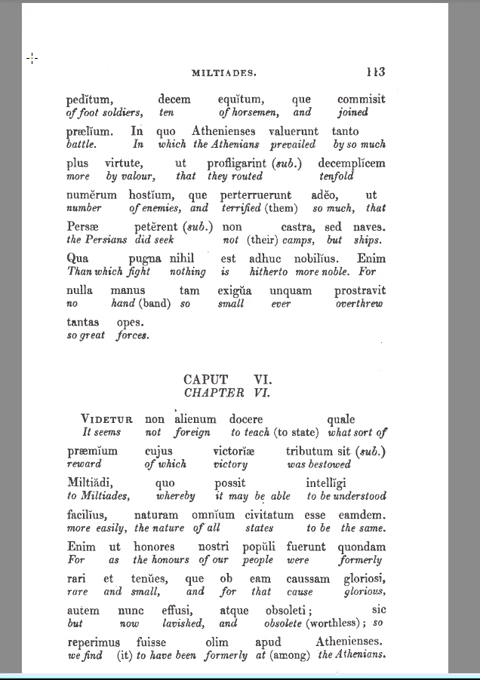 MILTIADES. 113
pedĭtum, decem equĭtum, que commisit
of foot soldiers, ten of horsemen, and joined
prælĭum. In quo Athenienses valuerunt tanto
battle. In which the Athenians prevailed by so much
plus virtute, ut profligarint (sub.) decemplĭcem
more by valour, that they routed tenfold
numĕrum hostĭum, que perterruerunt adĕo, ut
number of enemies, and terrified (them) so much, that
Persæ petĕrent (sub.) non castra, sed naves.
the Persians did seek not (their) camps, but ships.
Qua pugna nihil est adhuc nobilĭus. Enim
Than which fight nothing is hitherto more noble. For
nulla manus tam exigŭa unquam prostravit
no hand (band) so small ever overthrew
tantas opes.
so great forces.
CAPUT VI.
CHAPTER VI.
VIDETUR non alienum docere quale
It seems not foreign to teach (to state) what sort of
præmĭum cujus victorĭæ tributum sit (sub.)
reward of which victory was bestowed
Miltiădi, quo possit intellĭgi
to Miltiades, whereby it may be able to be understood
facilĭus, naturam omnĭum civitatum esse eamdem.
more easily, the nature of all states to be the same.
Enim ut honores nostri popŭli fuerunt quondam
For as the honours of our people were formerly
rari et tenŭes, que ob eam caussam gloriosi,
rare and small, and for that cause glorious,
autem nunc effusi, atque obsoleti; sic
but now lavished, and obsolete (worthless); so
reperimus fuisse olim apud Athenienses.
we find (it) to have been formerly at (among) the Athenians.